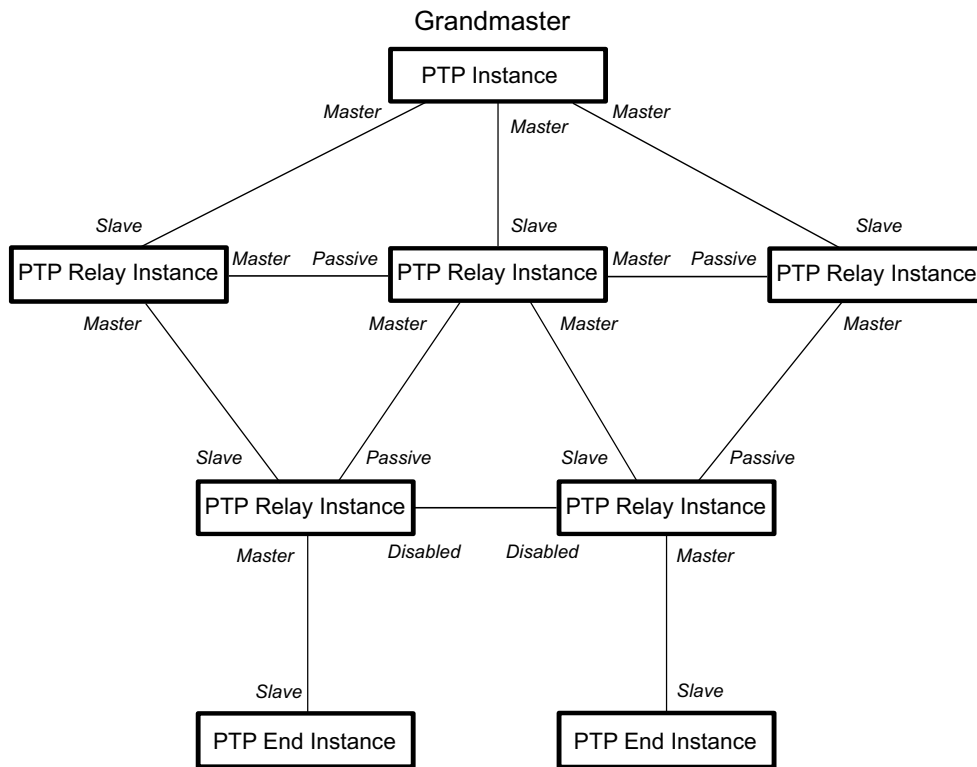 Grandmaster
PTP Instance
Master
Master
Master
Slave
Slave
Slave
PTP Relay Instance
Master
Passive
PTP Relay Instance
Master
Passive
PTP Relay Instance
Master
Master
Master
Master
Slave
Passive
Slave
Passive
PTP Relay Instance
PTP Relay Instance
Master
Disabled
Disabled
Master
Slave
Slave
PTP End Instance
PTP End Instance